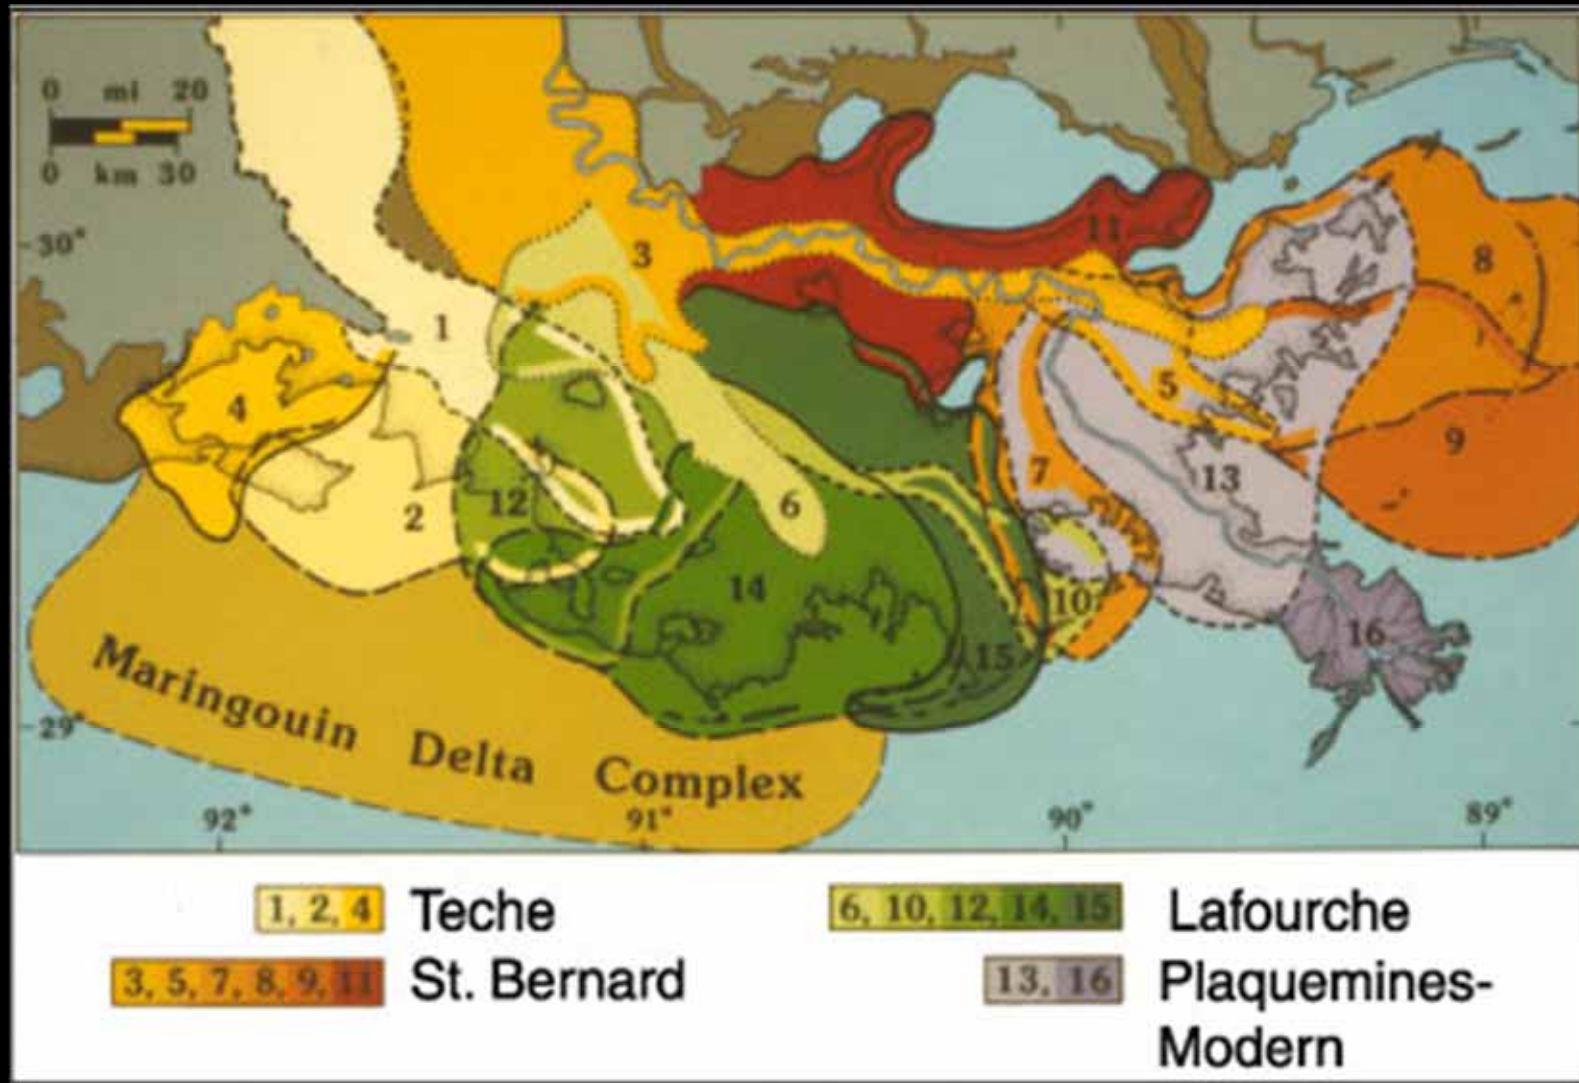 0 mi 20
0 km 30
30°
29°
92°
91°
90°
89°
1
2
3
4
5
6
7
8
9
10
11
12
13
14
15
16
Maringouin Delta Complex
1, 2, 4 Teche
3, 5, 7, 8, 9, 11 St. Bernard
6, 10, 12, 14, 15 Lafourche
13, 16 Plaquemines-
Modern